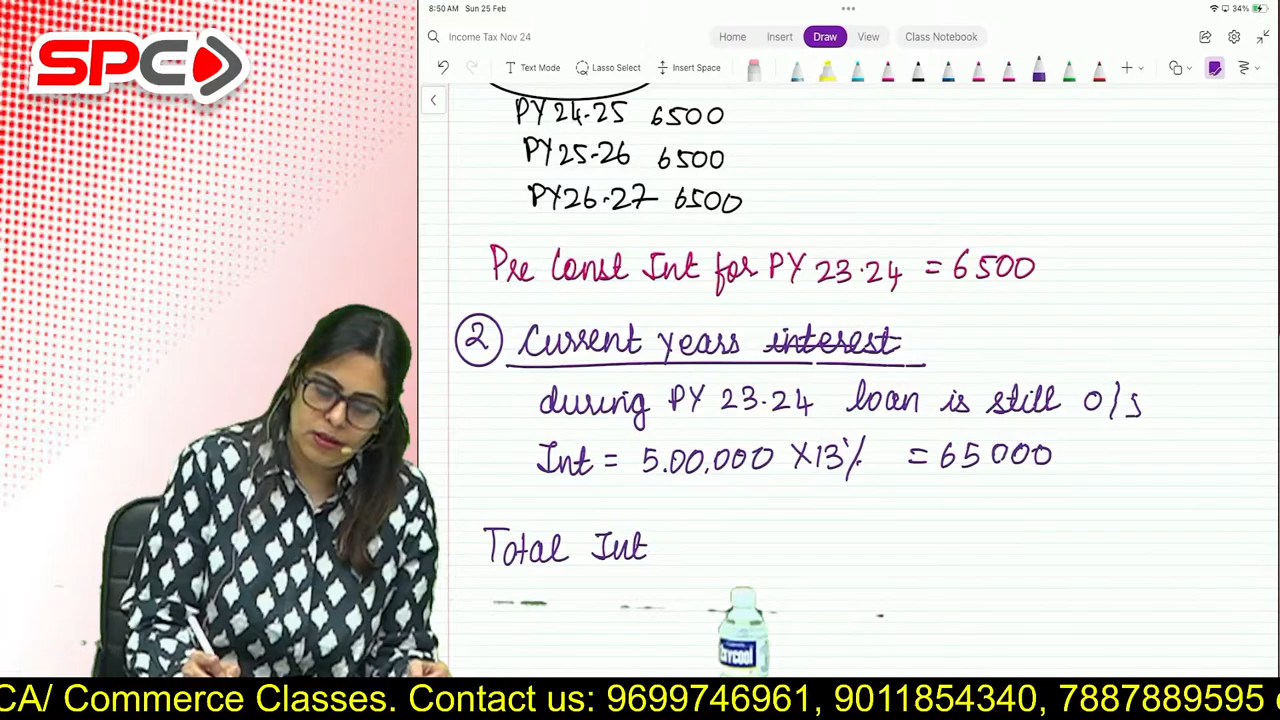 8:50 AM Sun 25 Feb
34%
Income Tax Nov 24
Home Insert Draw View Class Notebook
Text Mode Lasso Select Insert Space
SPC
PY 24-25 6500
PY 25-26 6500
PY 26-27 6500
Pre Const Int for PY 23.24 = 6500
2 Current years interest
during PY 23.24 loan is still O/S
Int = 5,00,000 X 13% = 65000
Total Int
CA/ Commerce Classes. Contact us: 9699746961, 9011854340, 7887889595